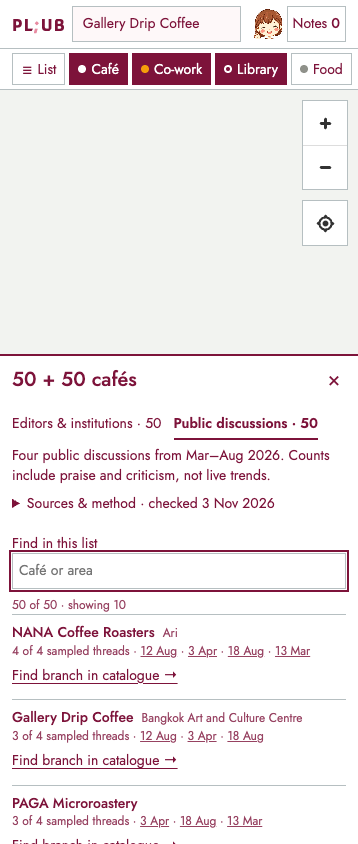 PL;UB Gallery Drip Coffee Notes 0
≡ List Café Co-work Library Food
+
−
50 + 50 cafés ×
Editors & institutions · 50 Public discussions · 50
Four public discussions from Mar–Aug 2026. Counts
include praise and criticism, not live trends.
▶ Sources & method · checked 3 Nov 2026
Find in this list
Café or area
50 of 50 · showing 10
NANA Coffee Roasters Ari
4 of 4 sampled threads · 12 Aug · 3 Apr · 18 Aug · 13 Mar
Find branch in catalogue →
Gallery Drip Coffee Bangkok Art and Culture Centre
3 of 4 sampled threads · 12 Aug · 3 Apr · 18 Aug
Find branch in catalogue →
PAGA Microroastery
3 of 4 sampled threads · 3 Apr · 18 Aug · 13 Mar
Find branch in catalogue →